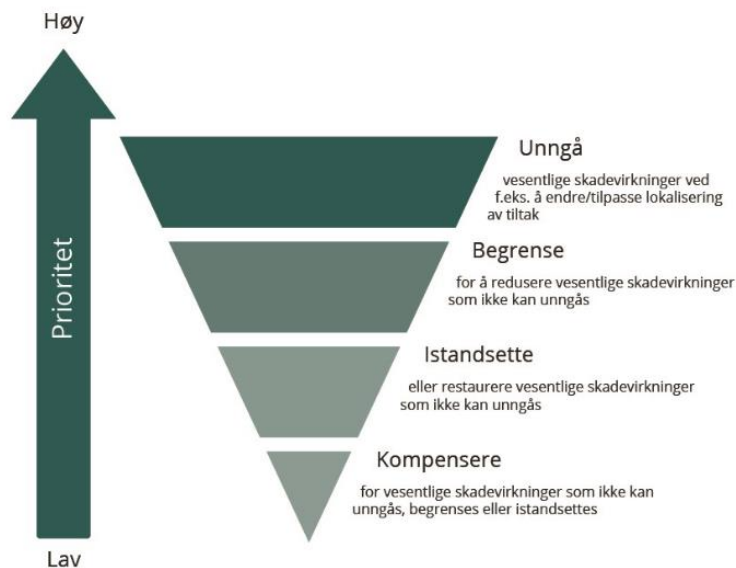 Høy
Prioritet
Lav
Unngå
vesentlige skadevirkninger ved
f.eks. å endre/tilpasse lokalisering
av tiltak
Begrense
for å redusere vesentlige skadevirkninger
som ikke kan unngås
Istandsette
eller restaurere vesentlige skadevirkninger
som ikke kan unngås
Kompensere
for vesentlige skadevirkninger som ikke kan
unngås, begrenses eller istandsettes